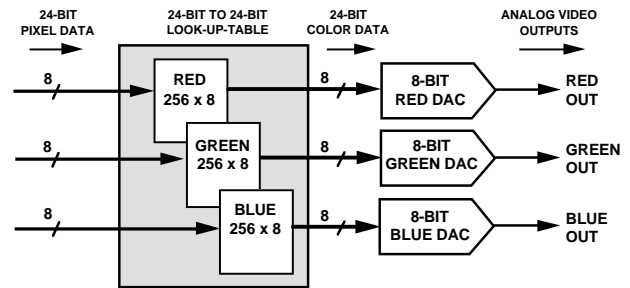 24-BIT
PIXEL DATA
24-BIT TO 24-BIT
LOOK-UP-TABLE
24-BIT
COLOR DATA
ANALOG VIDEO
OUTPUTS
8
RED
256 x 8
8
8-BIT
RED DAC
RED
OUT
8
GREEN
256 x 8
8
8-BIT
GREEN DAC
GREEN
OUT
8
BLUE
256 x 8
8
8-BIT
BLUE DAC
BLUE
OUT